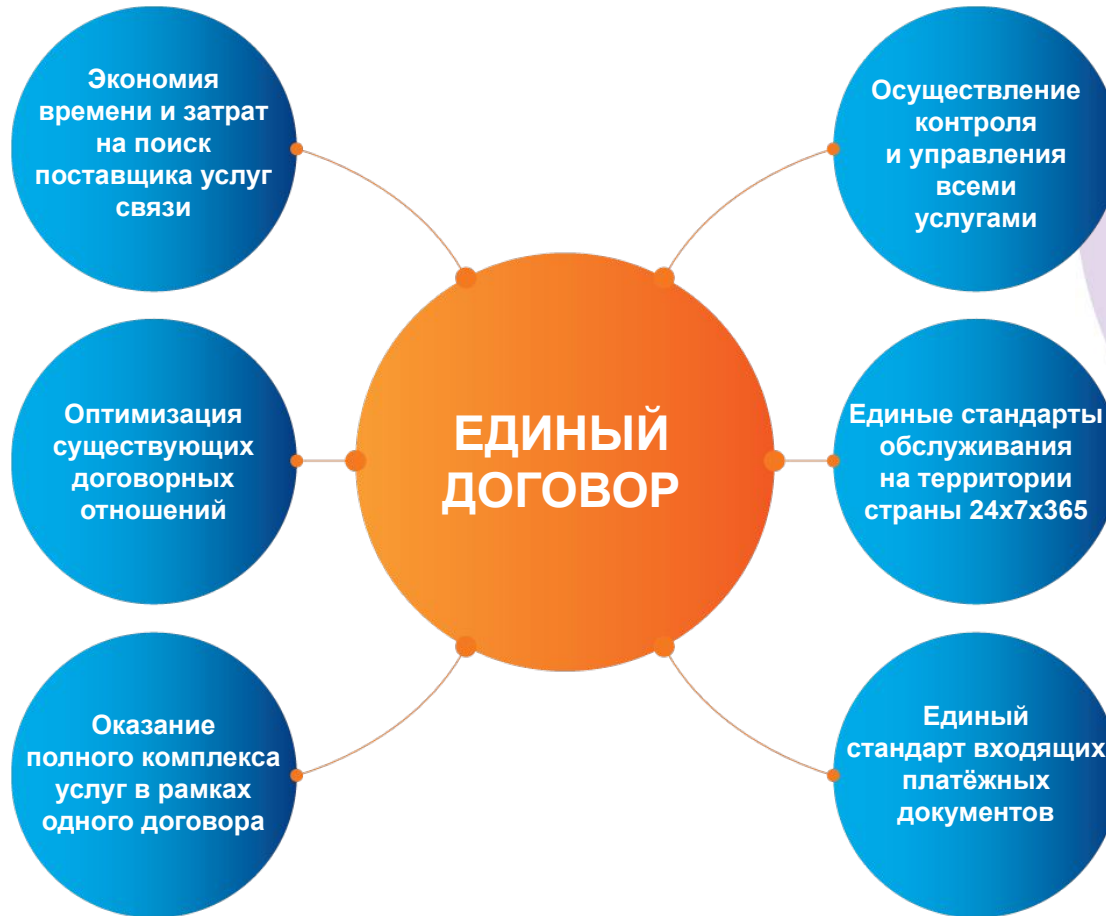 Экономия
времени и затрат
на поиск
поставщика услуг
связи
Осуществление
контроля
и управления
всеми
услугами
ЕДИНЫЙ
ДОГОВОР
Оптимизация
существующих
договорных
отношений
Единые стандарты
обслуживания
на территории
страны 24x7x365
Оказание
полного комплекса
услуг в рамках
одного договора
Единый
стандарт входящих
платёжных
документов